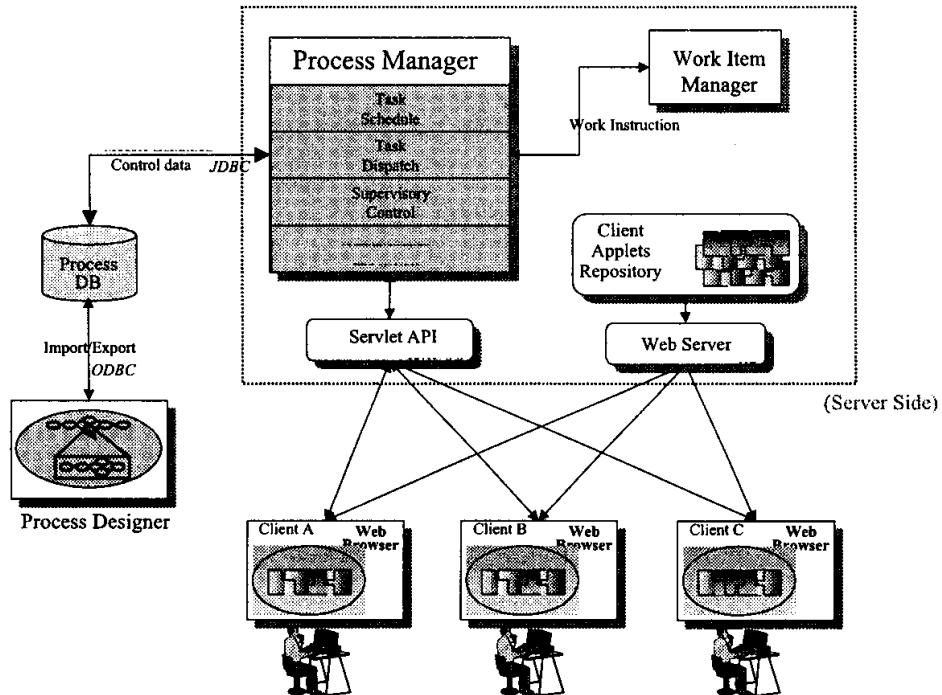 Process Manager
Task
Schedule
Task
Dispatch
Supervisory
Control
Work Item
Manager
Work Instruction
Control data JDBC
Process
DB
Import/Export
ODBC
Process Designer
Client
Applets
Repository
Servlet API
Web Server
(Server Side)
Client A
Web
Browser
Client B
Web
Browser
Client C
Web
Browser